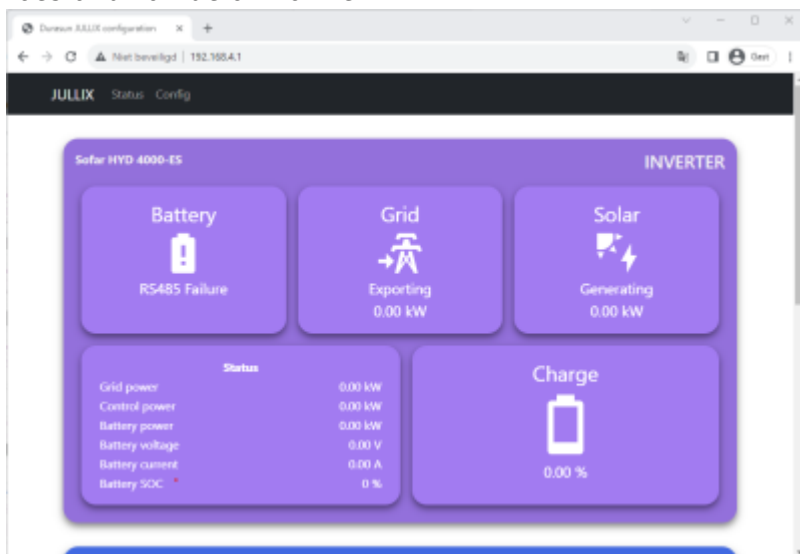 Duratsun JULLIX configuration
Niet beveiligd | 192.168.4.1
Gert
JULLIX Status Config
Sofar HYD 4000-ES
INVERTER
Battery
RS485 Failure
Grid
Exporting
0.00 kW
Solar
Generating
0.00 kW
Status
Grid power 0.00 kW
Control power 0.00 kW
Battery power 0.00 kW
Battery voltage 0.00 V
Battery current 0.00 A
Battery SOC * 0 %
Charge
0.00 %